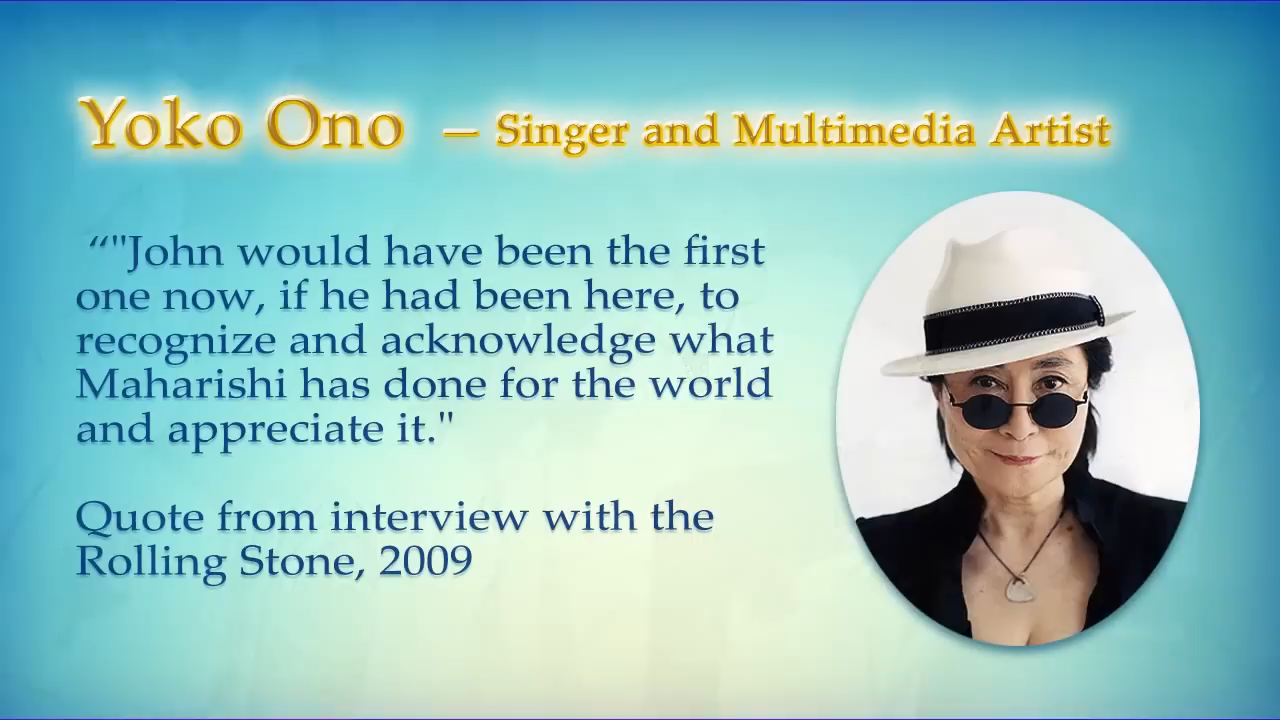 Yoko Ono — Singer and Multimedia Artist
“"John would have been the first
one now, if he had been here, to
recognize and acknowledge what
Maharishi has done for the world
and appreciate it."
Quote from interview with the
Rolling Stone, 2009